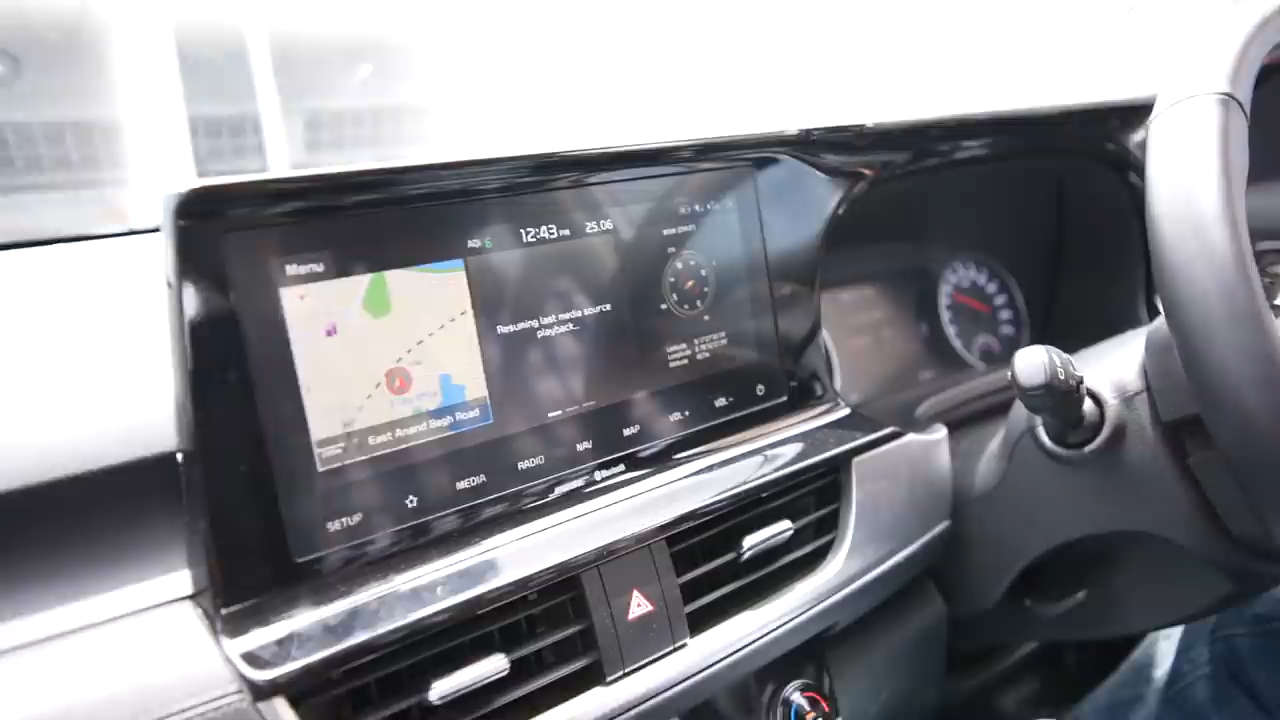 AQI 6 12:43 PM 25.06
Menu
Resuming last media source
playback...
East Anand Bagh Road
SETUP
MEDIA
RADIO
NAV
MAP
VOL +
VOL -
Bluetooth